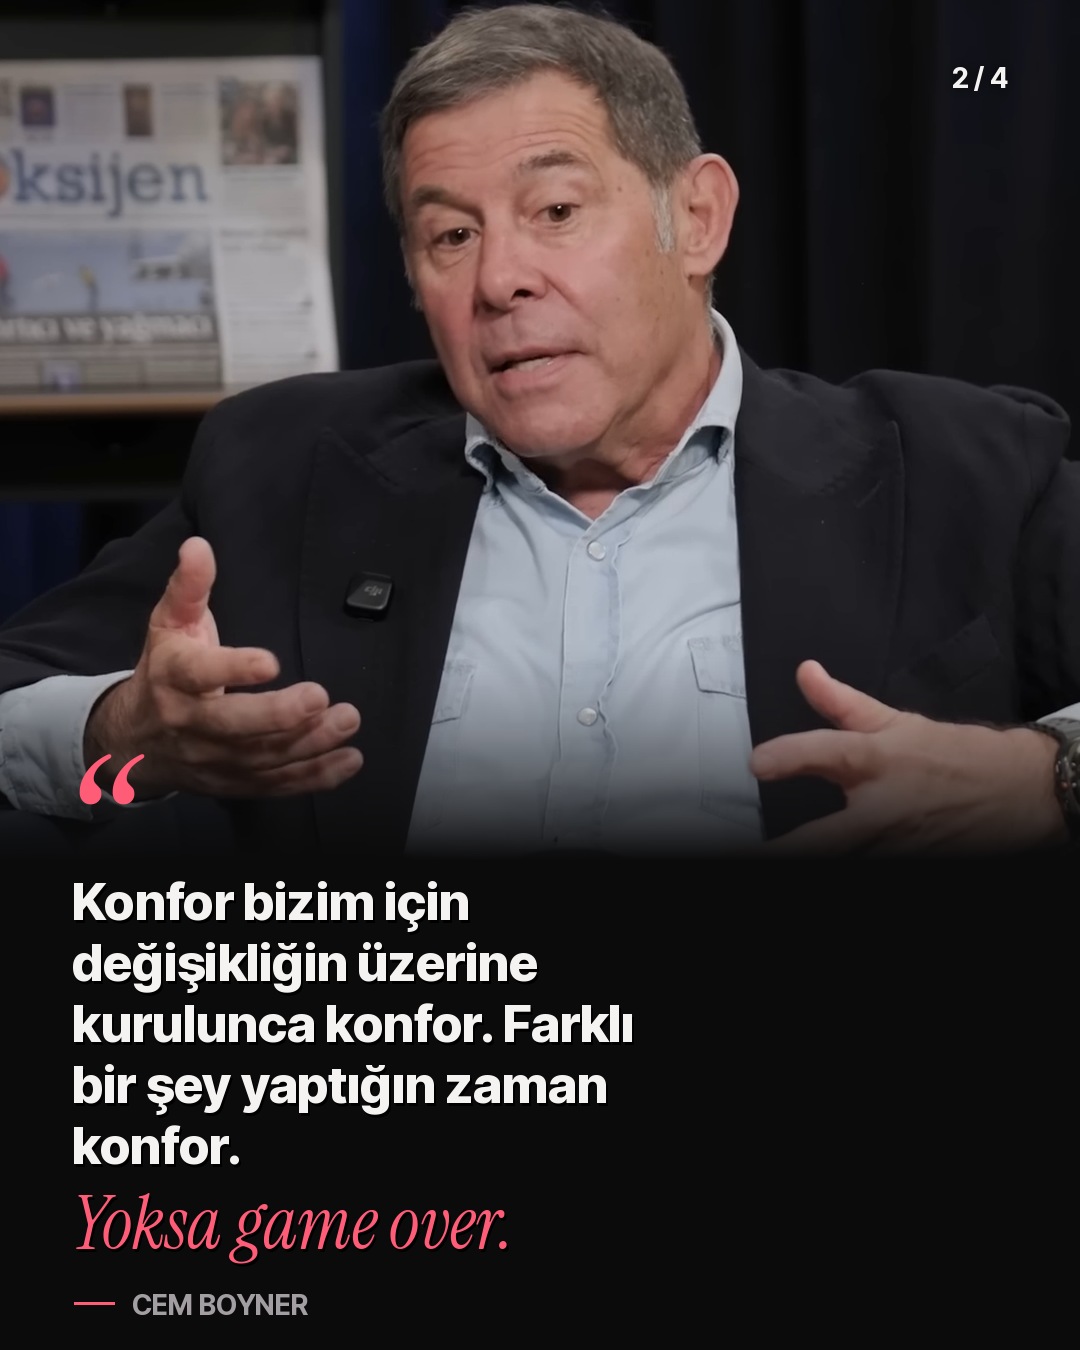 2 / 4
ksijen
“
Konfor bizim için
değişikliğin üzerine
kurulunca konfor. Farklı
bir şey yaptığın zaman
konfor.
Yoksa game over.
— CEM BOYNER